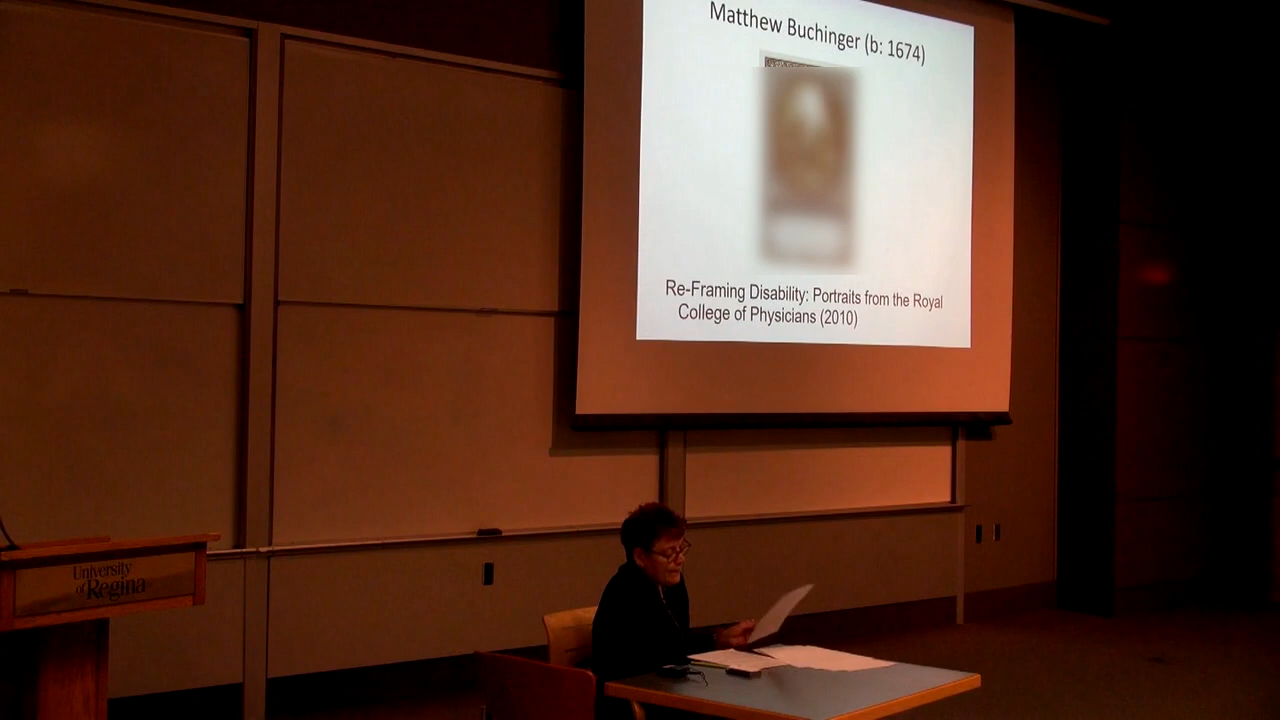 Matthew Buchinger (b: 1674)
Re-Framing Disability: Portraits from the Royal
College of Physicians (2010)
University
of Regina